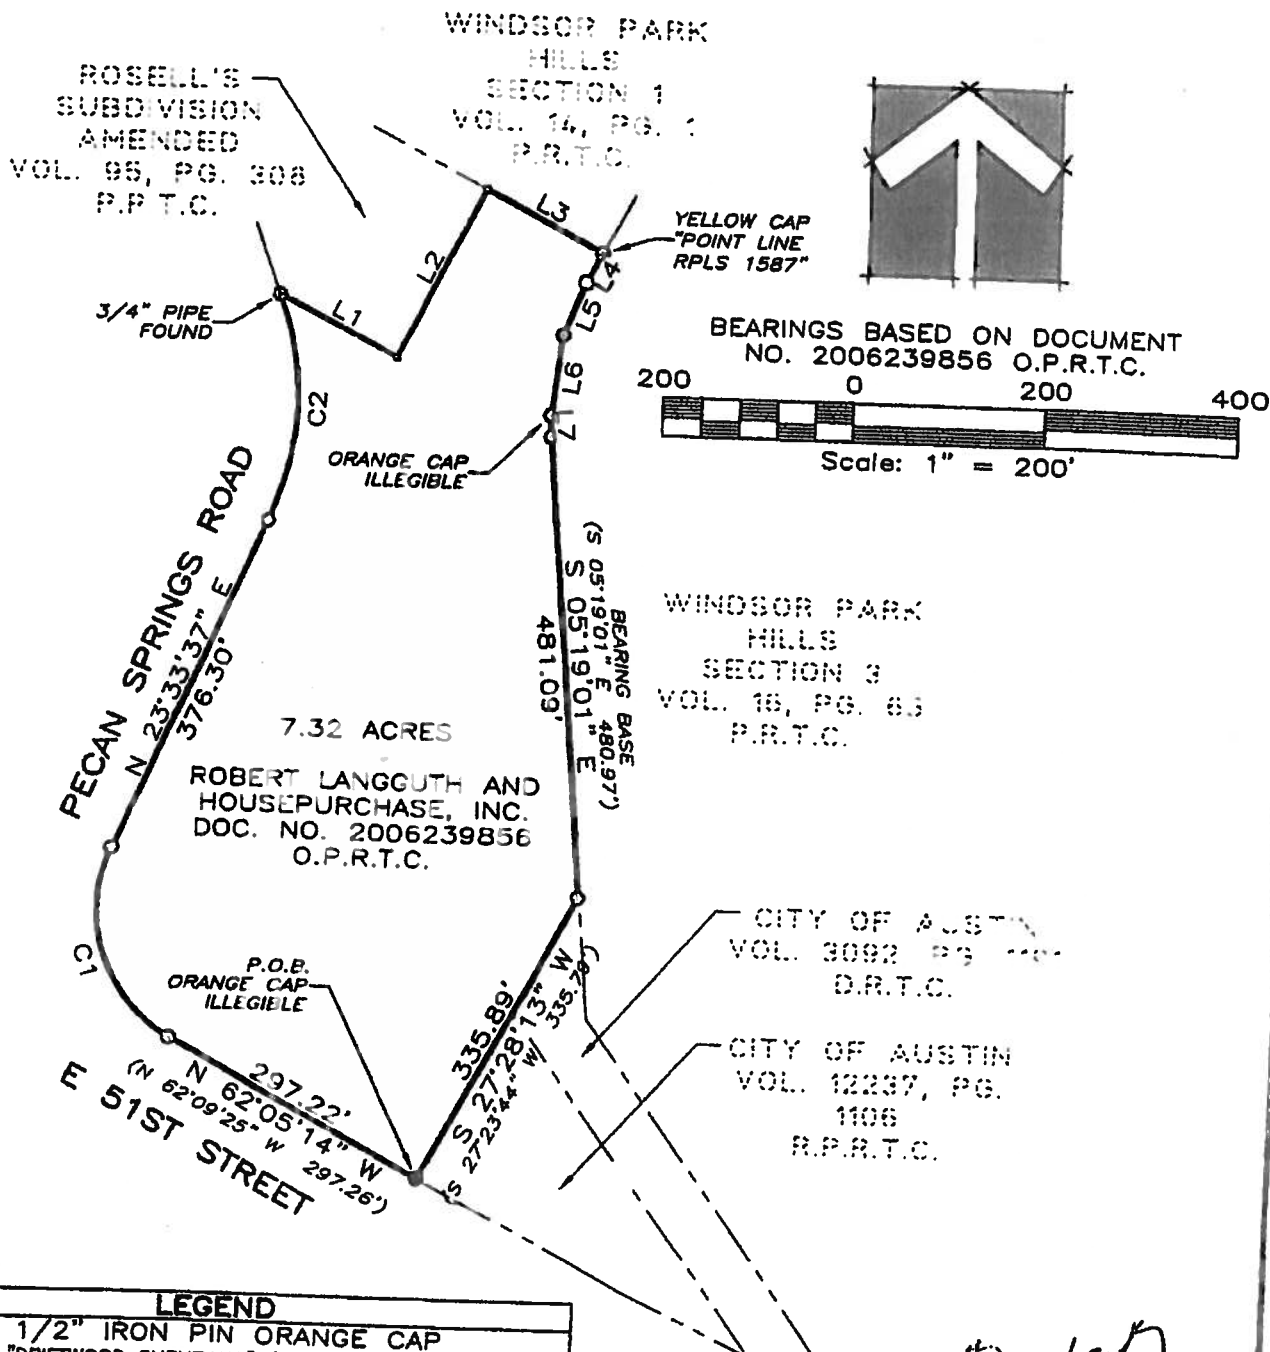 WINDSOR PARK
HILLS
SECTION 1
VOL. 14, PG. 1
P.R.T.C.
ROSELL'S
SUBDIVISION
AMENDED
VOL. 95, PG. 308
P.P.T.C.
YELLOW CAP
"POINT LINE
RPLS 1587"
3/4" PIPE
FOUND
L1
L2
L3
L4
L5
L6
L7
C2
BEARINGS BASED ON DOCUMENT
NO. 2006239856 O.P.R.T.C.
200 0 200 400
Scale: 1" = 200'
ORANGE CAP
ILLEGIBLE
PECAN SPRINGS ROAD
N 23°33'37" E
376.30'
BEARING BASE
(S 05°19'01" E 480.97')
S 05°19'01" E
481.09'
WINDSOR PARK
HILLS
SECTION 3
VOL. 16, PG. 63
P.R.T.C.
7.32 ACRES
ROBERT LANGGUTH AND
HOUSEPURCHASE, INC.
DOC. NO. 2006239856
O.P.R.T.C.
C1
P.O.B.
ORANGE CAP
ILLEGIBLE
335.89'
S 27°28'13" W
S 27°23'44" W 335.79')
297.22'
N 62°05'14" W
(N 62°09'25" W 297.26')
E 51ST STREET
CITY OF AUSTIN
VOL. 3092
D.R.T.C.
CITY OF AUSTIN
VOL. 12237, PG.
1106
R.P.R.T.C.
LEGEND
1/2" IRON PIN ORANGE CAP